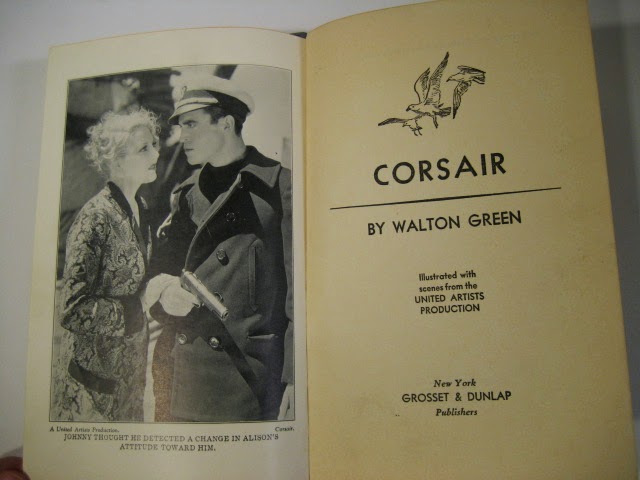 A United Artists Production. Corsair.
JOHNNY THOUGHT HE DETECTED A CHANGE IN ALISON'S
ATTITUDE TOWARD HIM.
CORSAIR
BY WALTON GREEN
Illustrated with
scenes from the
UNITED ARTISTS
PRODUCTION
New York
GROSSET & DUNLAP
Publishers